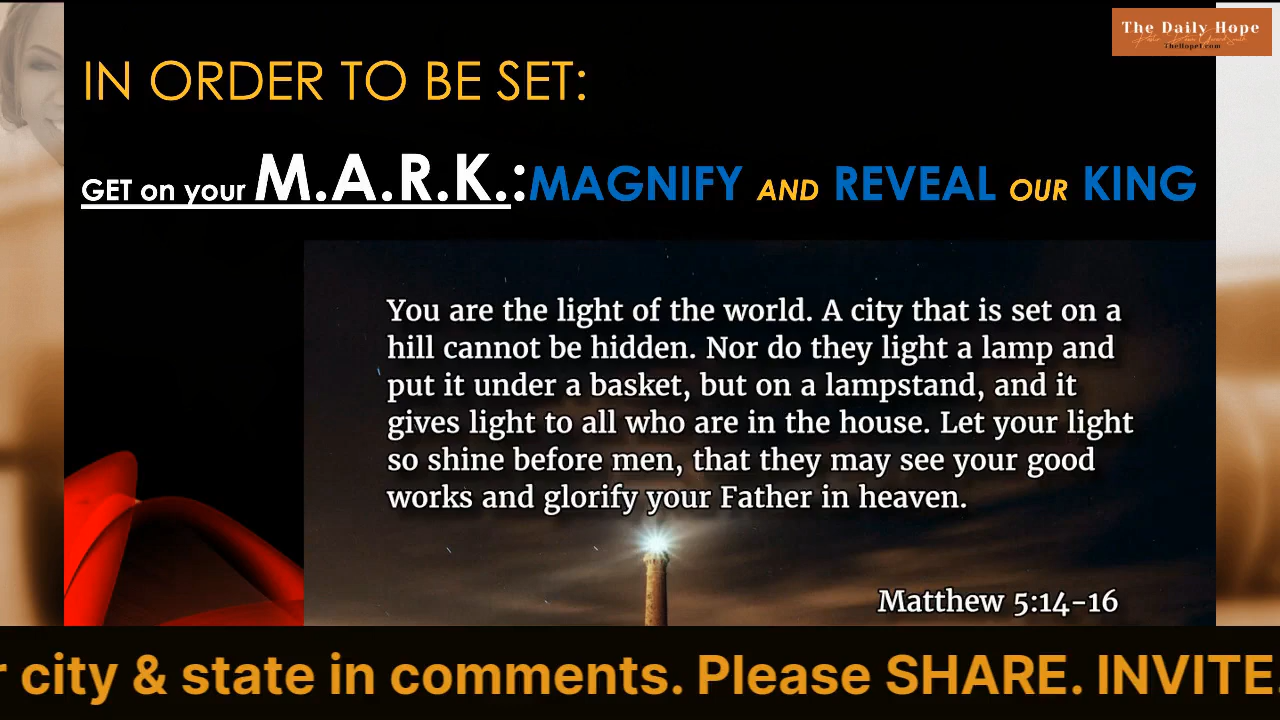 The Daily Hope
TheHopeT.com
IN ORDER TO BE SET:
GET on your M.A.R.K.:MAGNIFY AND REVEAL OUR KING
You are the light of the world. A city that is set on a
hill cannot be hidden. Nor do they light a lamp and
put it under a basket, but on a lampstand, and it
gives light to all who are in the house. Let your light
so shine before men, that they may see your good
works and glorify your Father in heaven.
Matthew 5:14-16
city & state in comments. Please SHARE. INVITE.